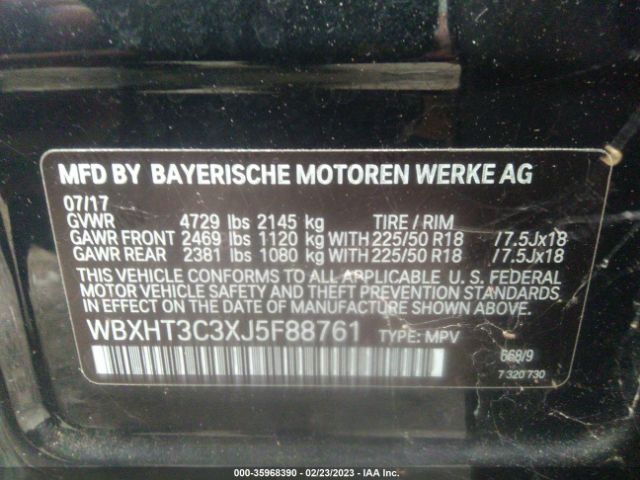 MFD BY BAYERISCHE MOTOREN WERKE AG
07/17
GVWR 4729 lbs 2145 kg TIRE / RIM
GAWR FRONT 2469 lbs 1120 kg WITH 225/50 R18 /7.5Jx18
GAWR REAR 2381 lbs 1080 kg WITH 225/50 R18 /7.5Jx18
THIS VEHICLE CONFORMS TO ALL APPLICABLE U. S. FEDERAL
MOTOR VEHICLE SAFETY AND THEFT PREVENTION STANDARDS
IN EFFECT ON THE DATE OF MANUFACTURE SHOWN ABOVE.
WBXHT3C3XJ5F88761 TYPE: MPV
668/9
7 320 730
000-35968390 - 02/23/2023 - IAA Inc.